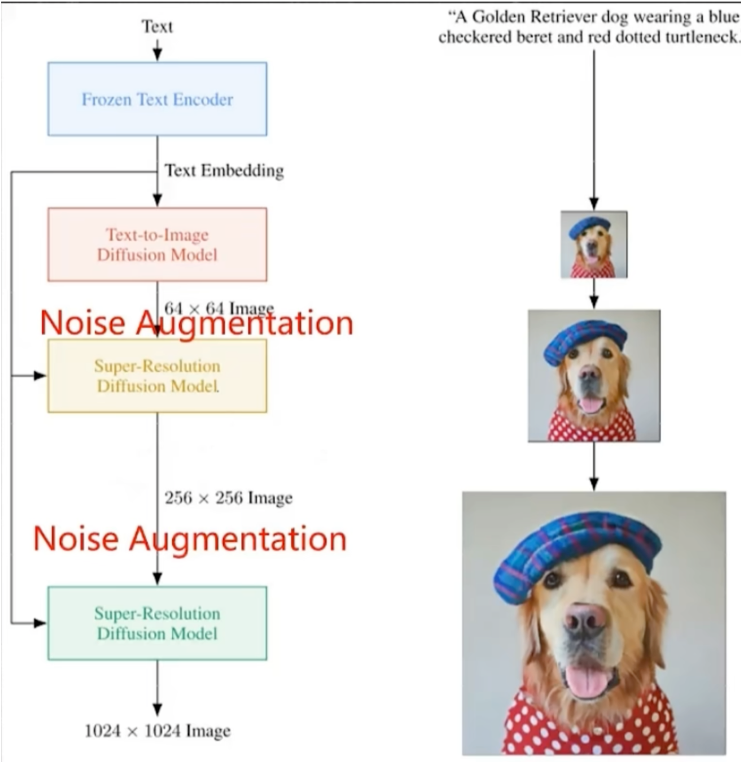 Text
Frozen Text Encoder
Text Embedding
Text-to-Image
Diffusion Model
64 × 64 Image
Noise Augmentation
Super-Resolution
Diffusion Model
256 × 256 Image
Noise Augmentation
Super-Resolution
Diffusion Model
1024 × 1024 Image
“A Golden Retriever dog wearing a blue
checkered beret and red dotted turtleneck.